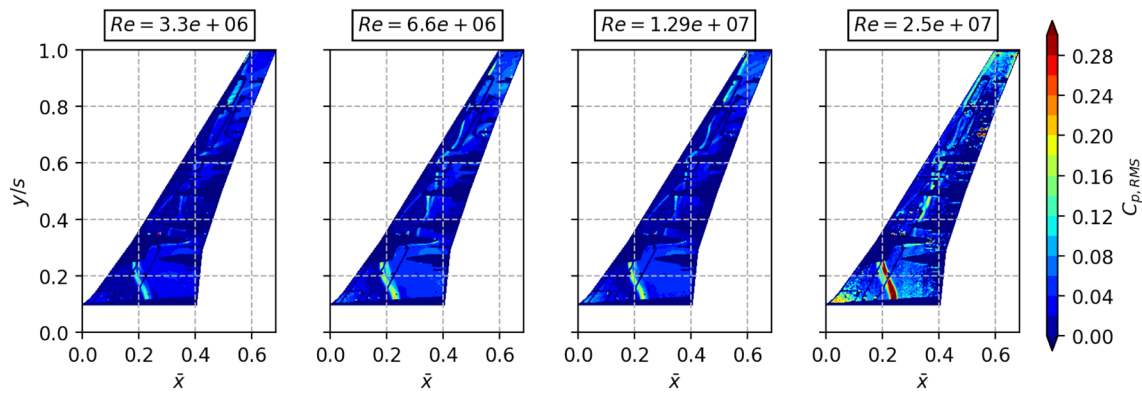 Re = 3.3e + 06
Re = 6.6e + 06
Re = 1.29e + 07
Re = 2.5e + 07
1.0
0.8
0.6
0.4
0.2
0.0
y/s
0.0 0.2 0.4 0.6
x̄
0.0 0.2 0.4 0.6
x̄
0.0 0.2 0.4 0.6
x̄
0.0 0.2 0.4 0.6
x̄
0.28
0.24
0.20
0.16
0.12
0.08
0.04
0.00
C_{p, RMS}